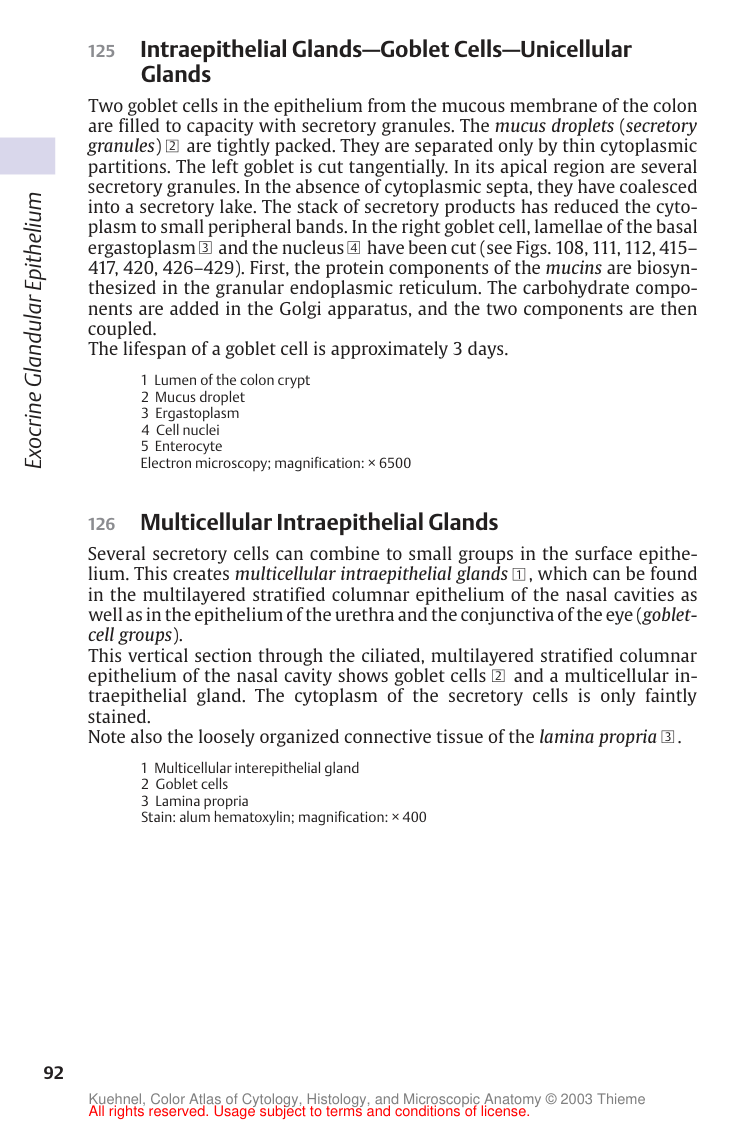 125 Intraepithelial Glands—Goblet Cells—Unicellular
Glands
Two goblet cells in the epithelium from the mucous membrane of the colon
are filled to capacity with secretory granules. The mucus droplets (secretory
granules) 2 are tightly packed. They are separated only by thin cytoplasmic
partitions. The left goblet is cut tangentially. In its apical region are several
secretory granules. In the absence of cytoplasmic septa, they have coalesced
into a secretory lake. The stack of secretory products has reduced the cyto-
plasm to small peripheral bands. In the right goblet cell, lamellae of the basal
ergastoplasm 3 and the nucleus 4 have been cut (see Figs. 108, 111, 112, 415–
417, 420, 426–429). First, the protein components of the mucins are biosyn-
thesized in the granular endoplasmic reticulum. The carbohydrate compo-
nents are added in the Golgi apparatus, and the two components are then
coupled.
The lifespan of a goblet cell is approximately 3 days.
1 Lumen of the colon crypt
2 Mucus droplet
3 Ergastoplasm
4 Cell nuclei
5 Enterocyte
Electron microscopy; magnification: × 6500
126 Multicellular Intraepithelial Glands
Several secretory cells can combine to small groups in the surface epithe-
lium. This creates multicellular intraepithelial glands 1, which can be found
in the multilayered stratified columnar epithelium of the nasal cavities as
well as in the epithelium of the urethra and the conjunctiva of the eye (goblet-
cell groups).
This vertical section through the ciliated, multilayered stratified columnar
epithelium of the nasal cavity shows goblet cells 2 and a multicellular in-
traepithelial gland. The cytoplasm of the secretory cells is only faintly
stained.
Note also the loosely organized connective tissue of the lamina propria 3.
1 Multicellular interepithelial gland
2 Goblet cells
3 Lamina propria
Stain: alum hematoxylin; magnification: × 400
Exocrine Glandular Epithelium
92
Kuehnel, Color Atlas of Cytology, Histology, and Microscopic Anatomy © 2003 Thieme
All rights reserved. Usage subject to terms and conditions of license.